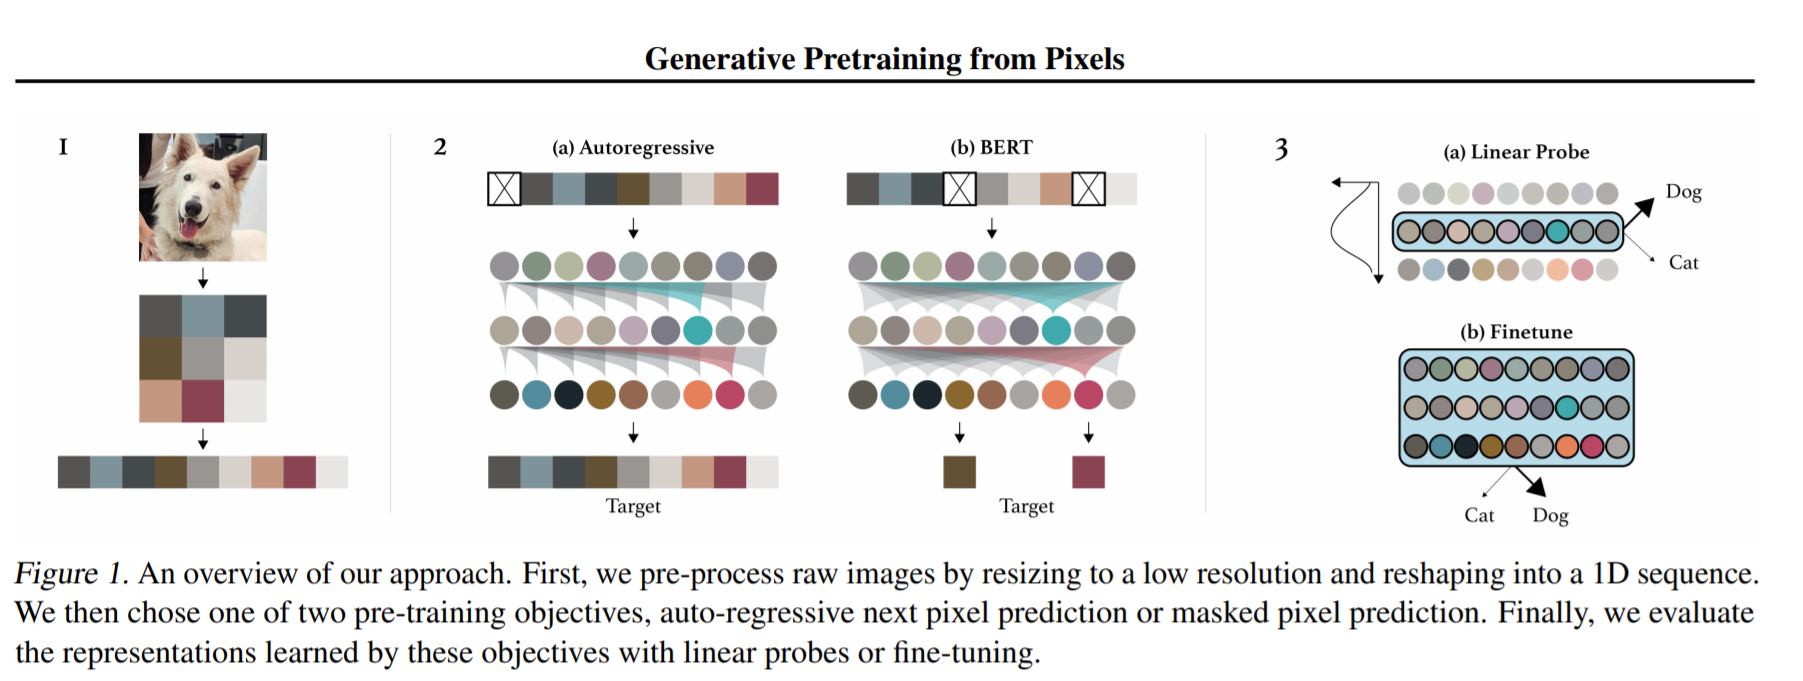 Generative Pretraining from Pixels
1
(a) Autoregressive
2
(b) BERT
3
(a) Linear Probe
Dog
Cat
(b) Finetune
Target
Target
Cat
Dog
Figure 1. An overview of our approach. First, we pre-process raw images by resizing to a low resolution and reshaping into a 1D sequence.
We then chose one of two pre-training objectives, auto-regressive next pixel prediction or masked pixel prediction. Finally, we evaluate
the representations learned by these objectives with linear probes or fine-tuning.